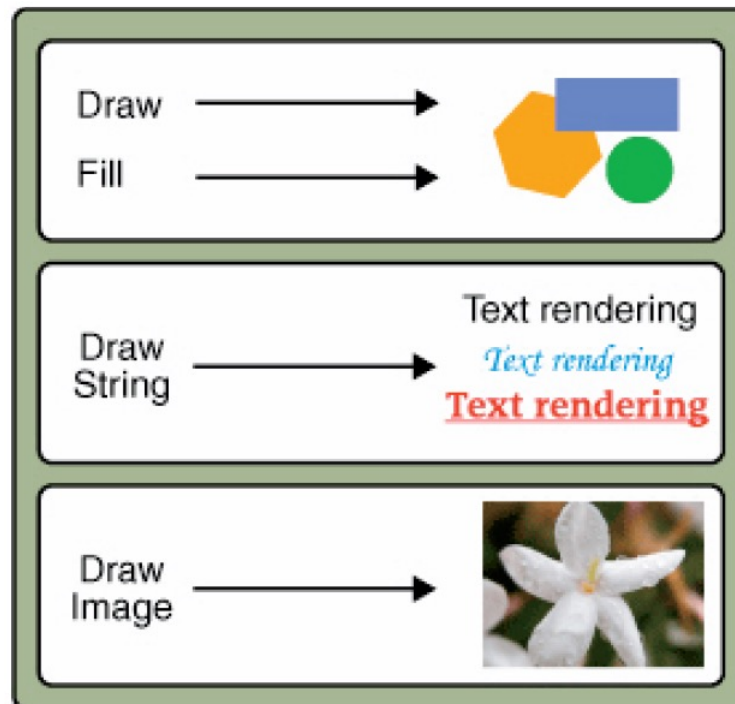 Draw
Fill
Draw
String
Text rendering
Text rendering
Text rendering
Draw
Image